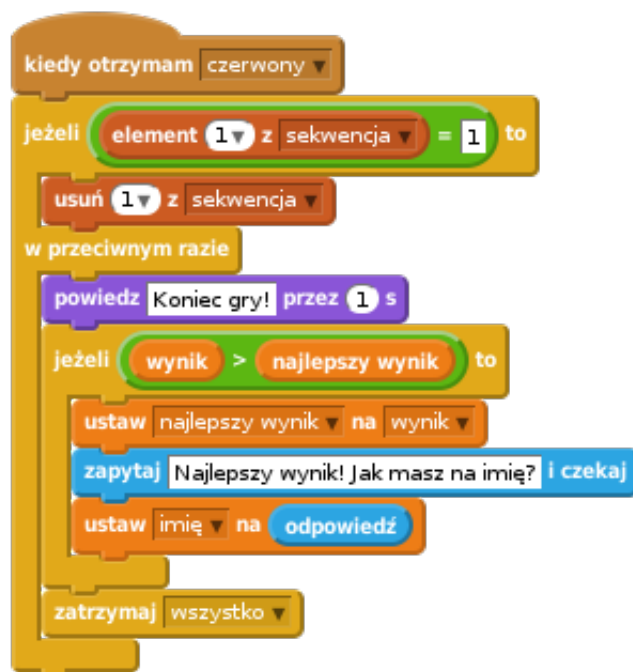 kiedy otrzymam czerwony
jeżeli element 1 z sekwencja = 1 to
usuń 1 z sekwencja
w przeciwnym razie
powiedz Koniec gry! przez 1 s
jeżeli wynik > najlepszy wynik to
ustaw najlepszy wynik na wynik
zapytaj Najlepszy wynik! Jak masz na imię? i czekaj
ustaw imię na odpowiedź
zatrzymaj wszystko